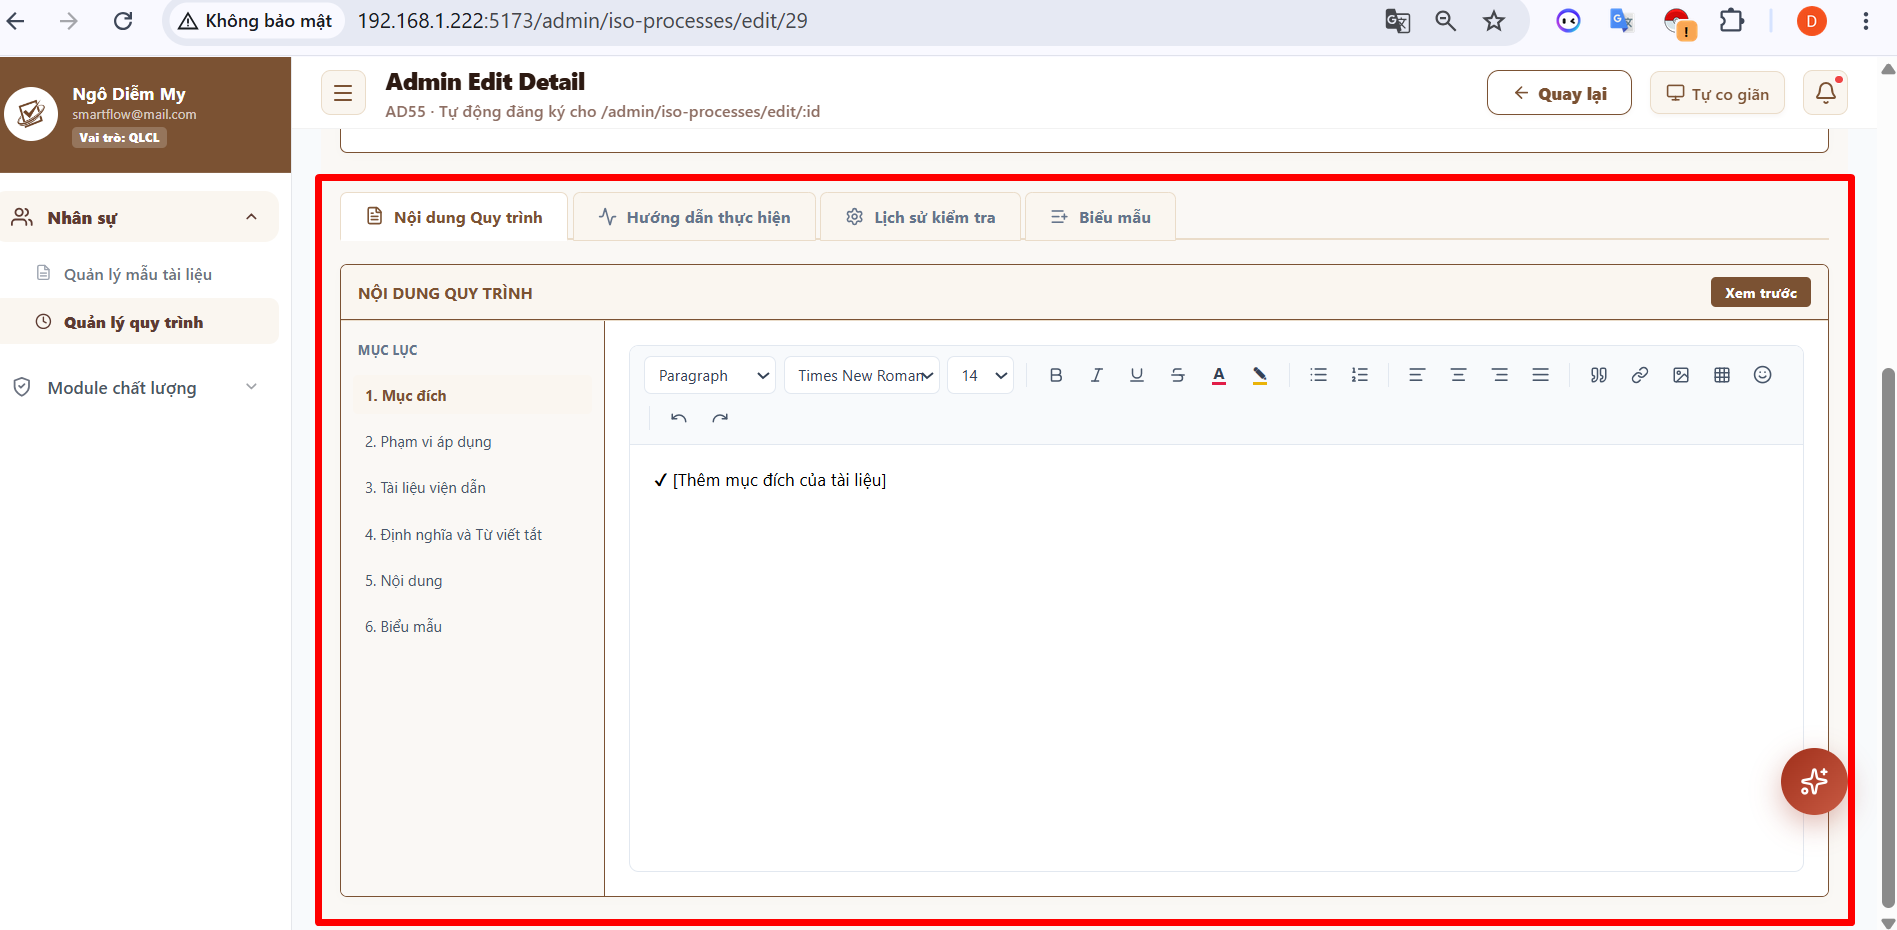 Không bảo mật
192.168.1.222:5173/admin/iso-processes/edit/29
D
Ngô Diễm My
smartflow@mail.com
Vai trò: QLCL
Admin Edit Detail
AD55 · Tự động đăng ký cho /admin/iso-processes/edit/:id
Quay lại
Tự co giãn
Nhân sự
Quản lý mẫu tài liệu
Quản lý quy trình
Module chất lượng
Nội dung Quy trình
Hướng dẫn thực hiện
Lịch sử kiểm tra
Biểu mẫu
NỘI DUNG QUY TRÌNH
Xem trước
MỤC LỤC
1. Mục đích
2. Phạm vi áp dụng
3. Tài liệu viện dẫn
4. Định nghĩa và Từ viết tắt
5. Nội dung
6. Biểu mẫu
Paragraph
Times New Roman
14
✓ [Thêm mục đích của tài liệu]